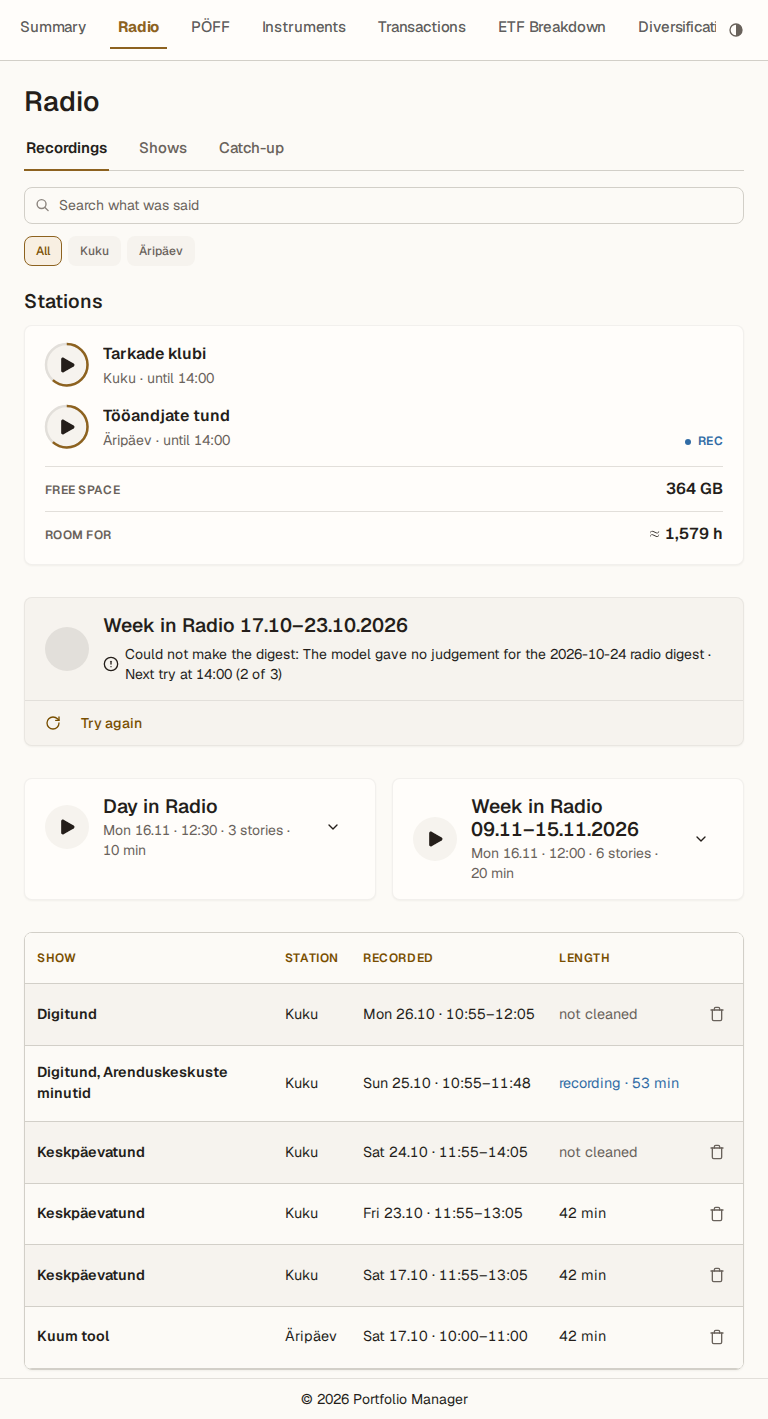 Summary Radio PÖFF Instruments Transactions ETF Breakdown Diversificati
Radio
Recordings Shows Catch-up
Search what was said
All Kuku Äripäev
Stations
Tarkade klubi
Kuku · until 14:00
Tööandjate tund
Äripäev · until 14:00
REC
FREE SPACE 364 GB
ROOM FOR ≈ 1,579 h
Week in Radio 17.10–23.10.2026
Could not make the digest: The model gave no judgement for the 2026-10-24 radio digest ·
Next try at 14:00 (2 of 3)
Try again
Day in Radio
Mon 16.11 · 12:30 · 3 stories ·
10 min
Week in Radio
09.11–15.11.2026
Mon 16.11 · 12:00 · 6 stories ·
20 min
SHOW STATION RECORDED LENGTH
Digitund Kuku Mon 26.10 · 10:55–12:05 not cleaned
Digitund, Arenduskeskuste
minutid Kuku Sun 25.10 · 10:55–11:48 recording · 53 min
Keskpäevatund Kuku Sat 24.10 · 11:55–14:05 not cleaned
Keskpäevatund Kuku Fri 23.10 · 11:55–13:05 42 min
Keskpäevatund Kuku Sat 17.10 · 11:55–13:05 42 min
Kuum tool Äripäev Sat 17.10 · 10:00–11:00 42 min
© 2026 Portfolio Manager